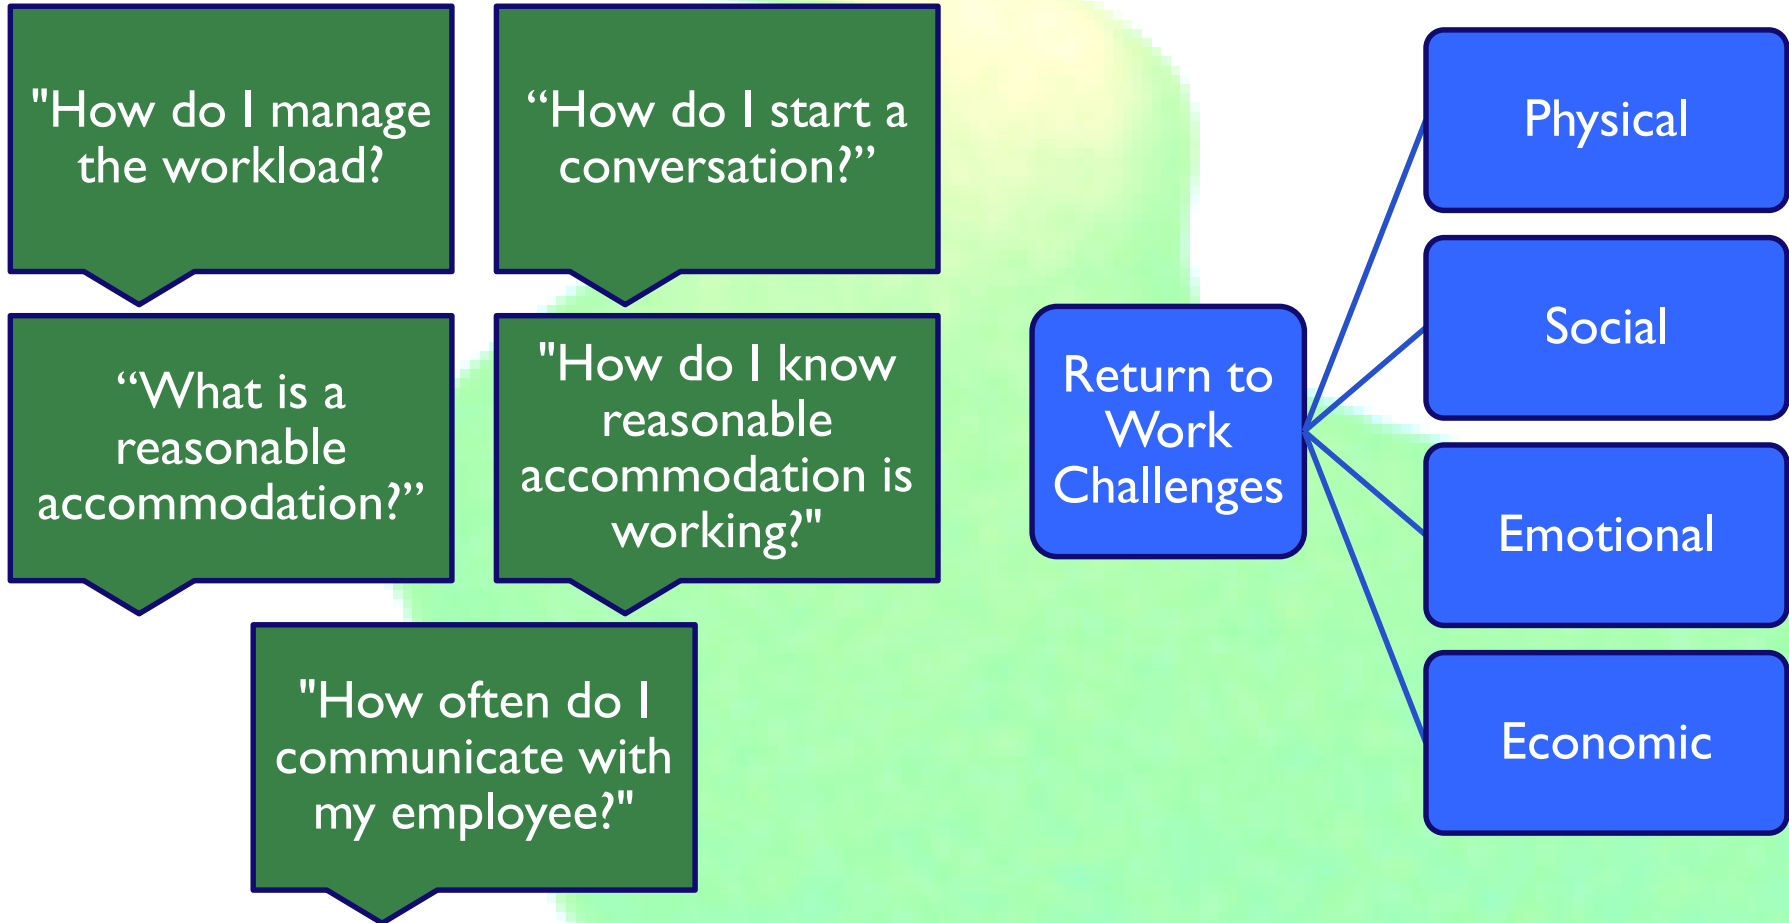 "How do I manage
the workload?
“How do I start a
conversation?”
“What is a
reasonable
accommodation?”
"How do I know
reasonable
accommodation is
working?"
"How often do I
communicate with
my employee?"
Return to
Work
Challenges
Physical
Social
Emotional
Economic